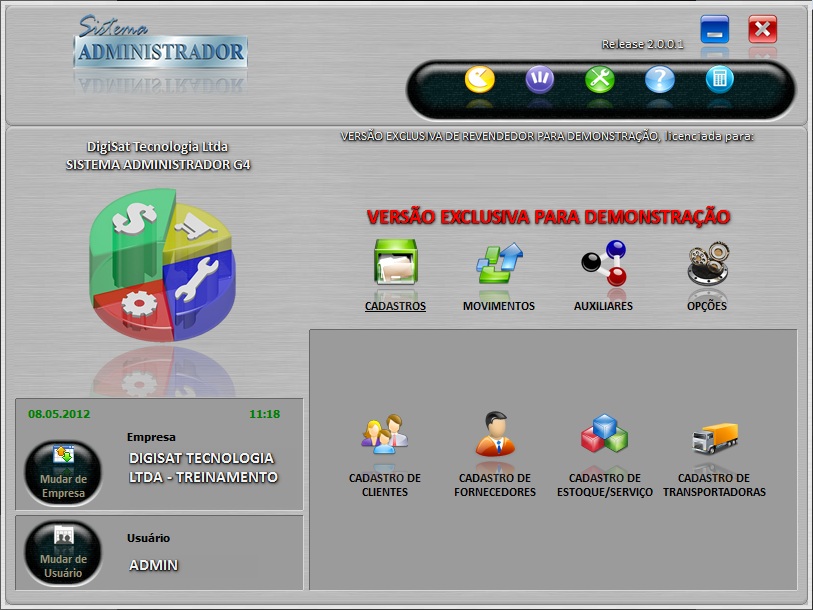 Sistema
ADMINISTRADOR
Release 2.0.0.1
DigiSat Tecnologia Ltda
SISTEMA ADMINISTRADOR G4
VERSÃO EXCLUSIVA DE REVENDEDOR PARA DEMONSTRAÇÃO, licenciada para:
VERSÃO EXCLUSIVA PARA DEMONSTRAÇÃO
CADASTROS
MOVIMENTOS
AUXILIARES
OPÇÕES
08.05.2012
11:18
Empresa
DIGISAT TECNOLOGIA
LTDA - TREINAMENTO
Mudar de
Empresa
Usuário
ADMIN
Mudar de
Usuário
CADASTRO DE
CLIENTES
CADASTRO DE
FORNECEDORES
CADASTRO DE
ESTOQUE/SERVIÇO
CADASTRO DE
TRANSPORTADORAS